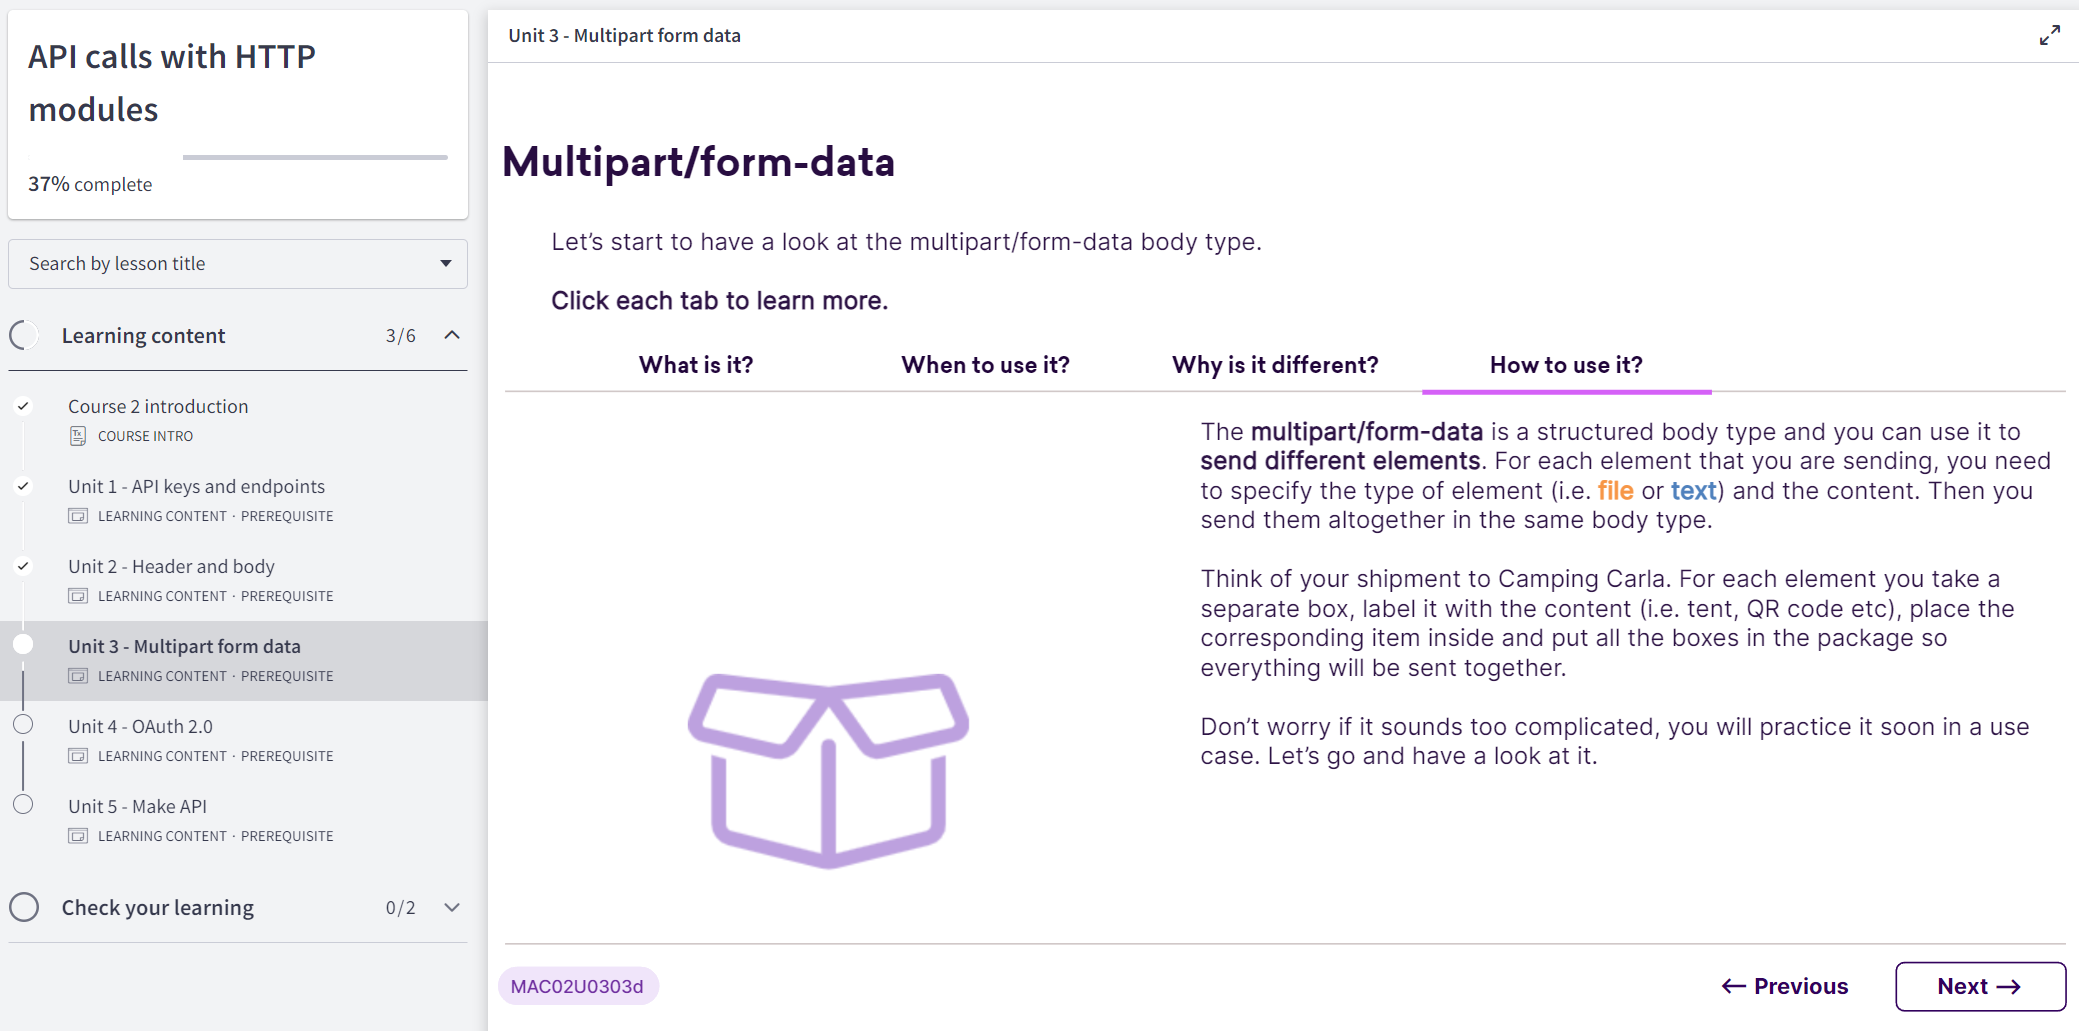 API calls with HTTP
modules
37% complete
Search by lesson title
Learning content 3/6
Course 2 introduction
COURSE INTRO
Unit 1 - API keys and endpoints
LEARNING CONTENT · PREREQUISITE
Unit 2 - Header and body
LEARNING CONTENT · PREREQUISITE
Unit 3 - Multipart form data
LEARNING CONTENT · PREREQUISITE
Unit 4 - OAuth 2.0
LEARNING CONTENT · PREREQUISITE
Unit 5 - Make API
LEARNING CONTENT · PREREQUISITE
Check your learning 0/2
Unit 3 - Multipart form data
Multipart/form-data
Let’s start to have a look at the multipart/form-data body type.
Click each tab to learn more.
What is it? When to use it? Why is it different? How to use it?
The multipart/form-data is a structured body type and you can use it to
send different elements. For each element that you are sending, you need
to specify the type of element (i.e. file or text) and the content. Then you
send them altogether in the same body type.
Think of your shipment to Camping Carla. For each element you take a
separate box, label it with the content (i.e. tent, QR code etc), place the
corresponding item inside and put all the boxes in the package so
everything will be sent together.
Don’t worry if it sounds too complicated, you will practice it soon in a use
case. Let’s go and have a look at it.
MAC02U0303d
← Previous
Next →